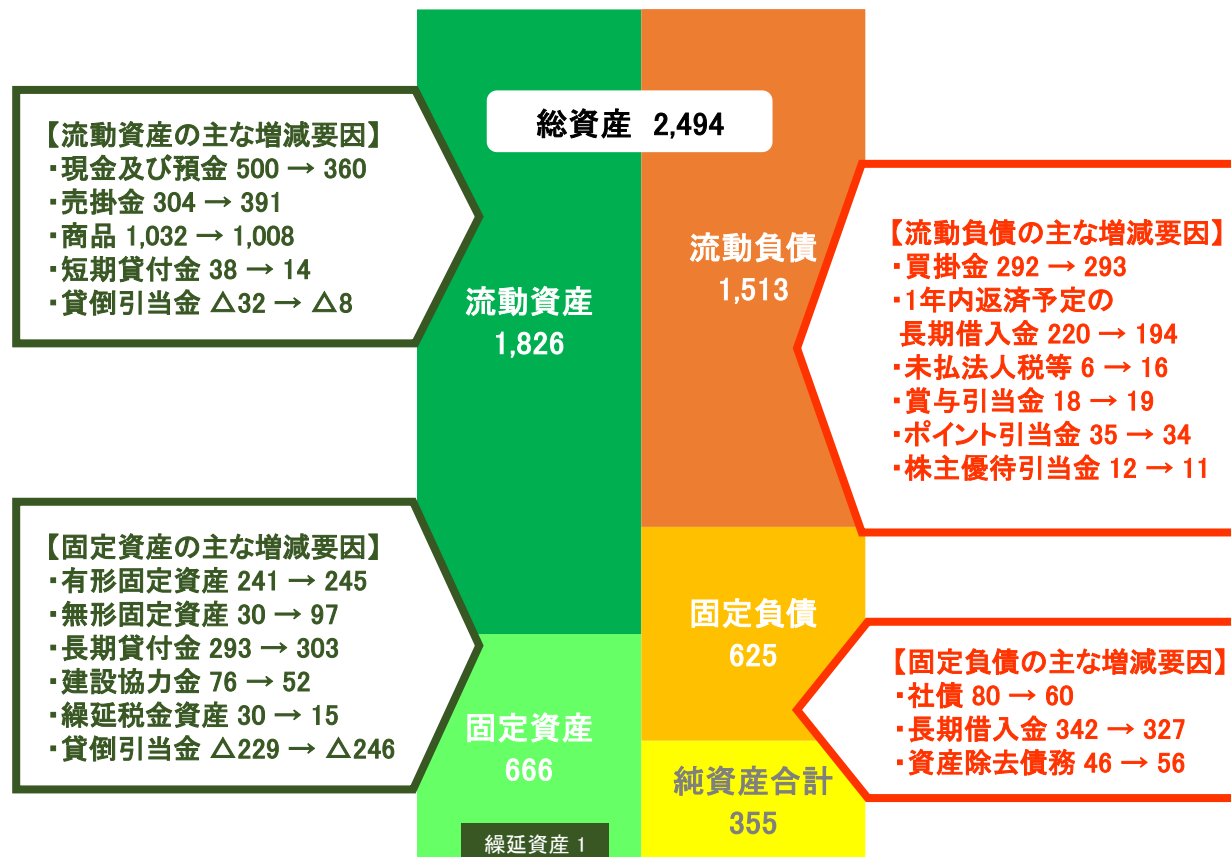 総資産 2,494
【流動資産の主な増減要因】
・現金及び預金 500 → 360
・売掛金 304 → 391
・商品 1,032 → 1,008
・短期貸付金 38 → 14
・貸倒引当金 △32 → △8
流動資産
1,826
【固定資産の主な増減要因】
・有形固定資産 241 → 245
・無形固定資産 30 → 97
・長期貸付金 293 → 303
・建設協力金 76 → 52
・繰延税金資産 30 → 15
・貸倒引当金 △229 → △246
固定資産
666
繰延資産 1
流動負債
1,513
【流動負債の主な増減要因】
・買掛金 292 → 293
・1年内返済予定の
長期借入金 220 → 194
・未払法人税等 6 → 16
・賞与引当金 18 → 19
・ポイント引当金 35 → 34
・株主優待引当金 12 → 11
固定負債
625
【固定負債の主な増減要因】
・社債 80 → 60
・長期借入金 342 → 327
・資産除去債務 46 → 56
純資産合計
355